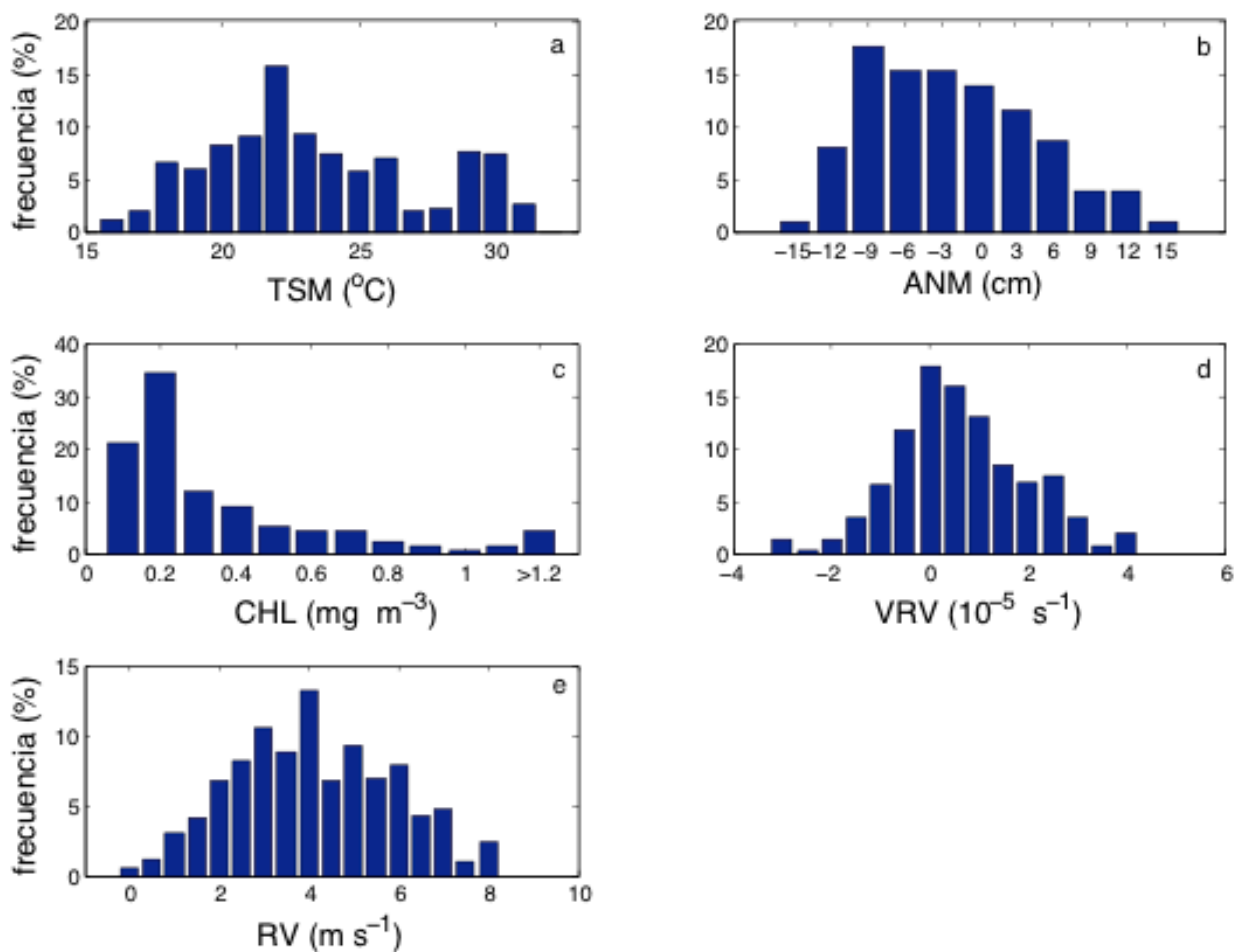 frecuencia (%)
20
15
10
5
0
a
15 20 25 30
TSM (ºC)
20
15
10
5
0
b
−15 −12 −9 −6 −3 0 3 6 9 12 15
ANM (cm)
frecuencia (%)
40
30
20
10
0
c
0 0.2 0.4 0.6 0.8 1 >1.2
CHL (mg m⁻³)
20
15
10
5
0
d
−4 −2 0 2 4 6
VRV (10⁻⁵ s⁻¹)
frecuencia (%)
15
10
5
0
e
0 2 4 6 8 10
RV (m s⁻¹)